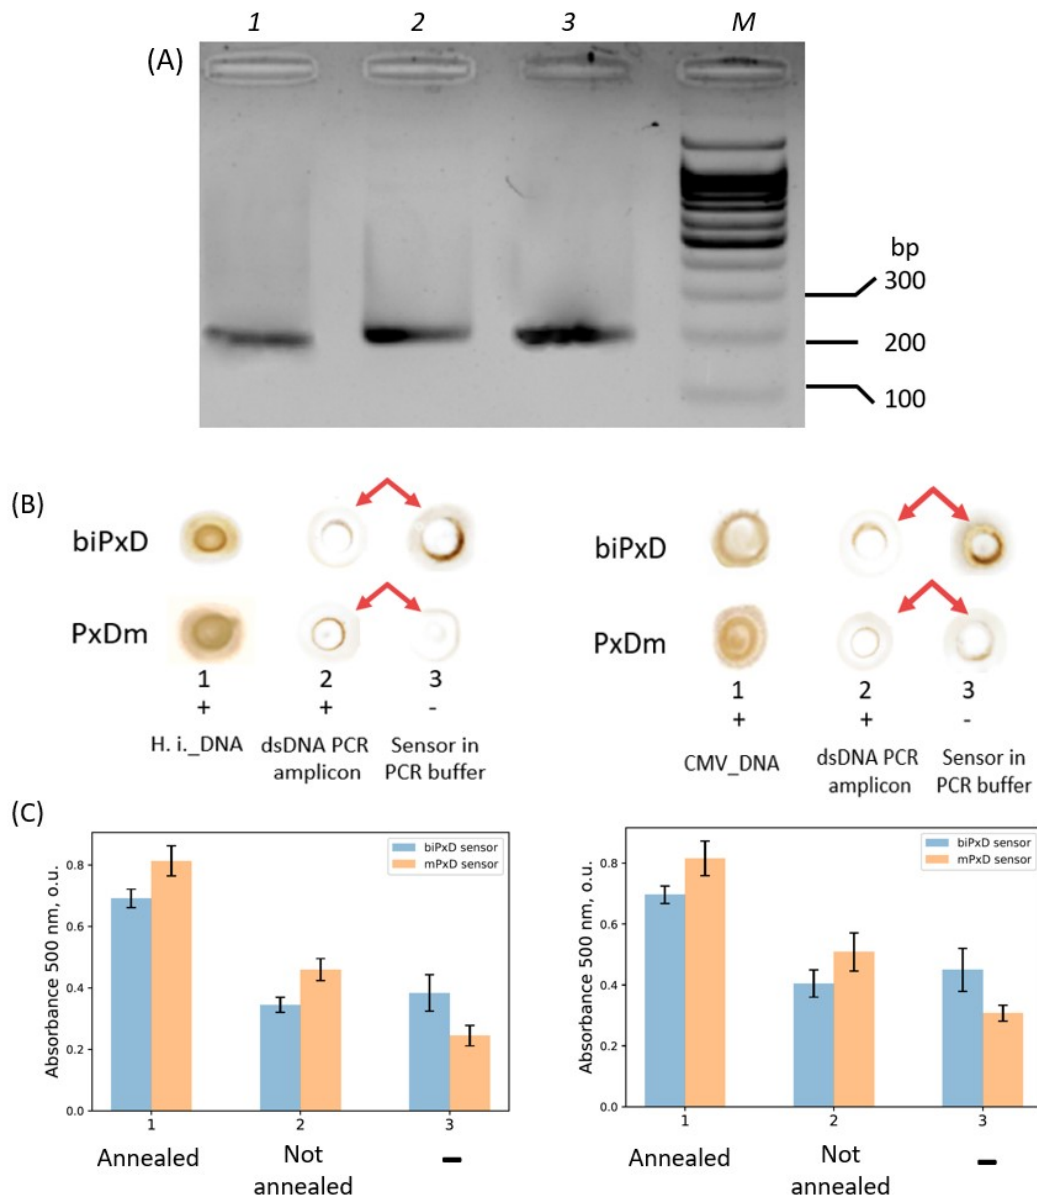 1 2 3 M
(A)
bp
300
200
100
(B)
biPxD
PxDm
1 2 3
+ + -
H. i._DNA dsDNA PCR amplicon Sensor in PCR buffer
biPxD
PxDm
1 2 3
+ + -
CMV_DNA dsDNA PCR amplicon Sensor in PCR buffer
(C)
Absorbance 500 nm, o.u.
0.8
0.6
0.4
0.2
0.0
biPxD sensor
mPxD sensor
1 2 3
Annealed Not annealed –
Absorbance 500 nm, o.u.
0.8
0.6
0.4
0.2
0.0
biPxD sensor
mPxD sensor
1 2 3
Annealed Not annealed –